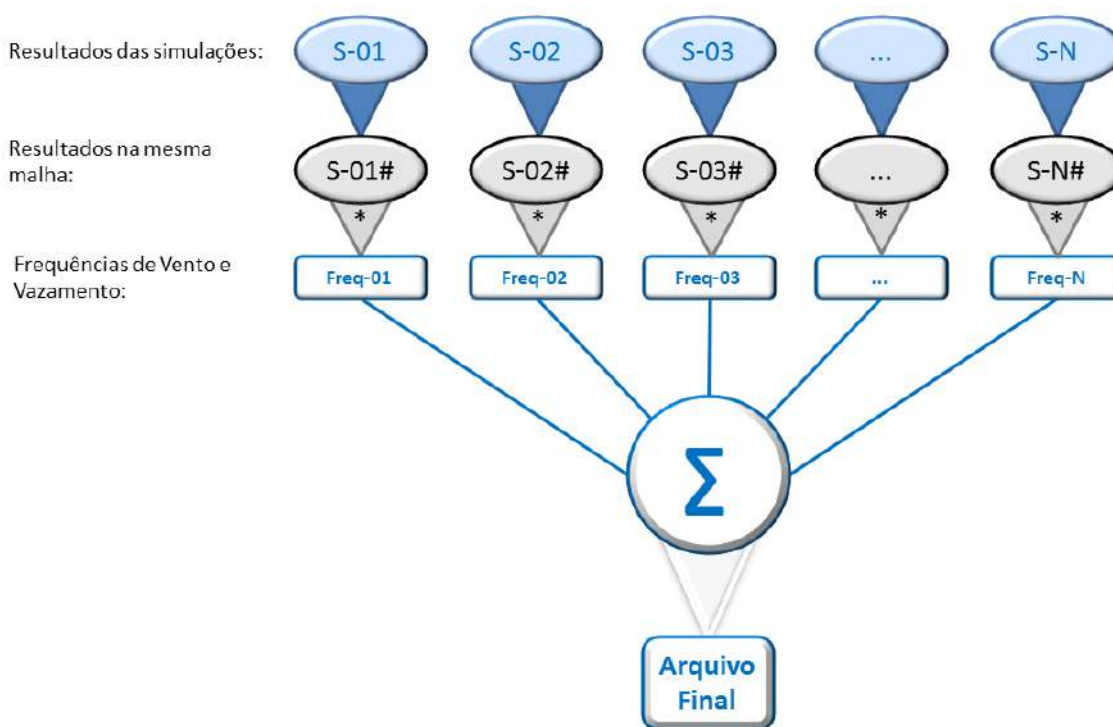 Resultados das simulações:
S-01
S-02
S-03
...
S-N
Resultados na mesma
malha:
S-01#
S-02#
S-03#
...
S-N#
*
*
*
*
*
Frequências de Vento e
Vazamento:
Freq-01
Freq-02
Freq-03
...
Freq-N
Σ
Arquivo
Final